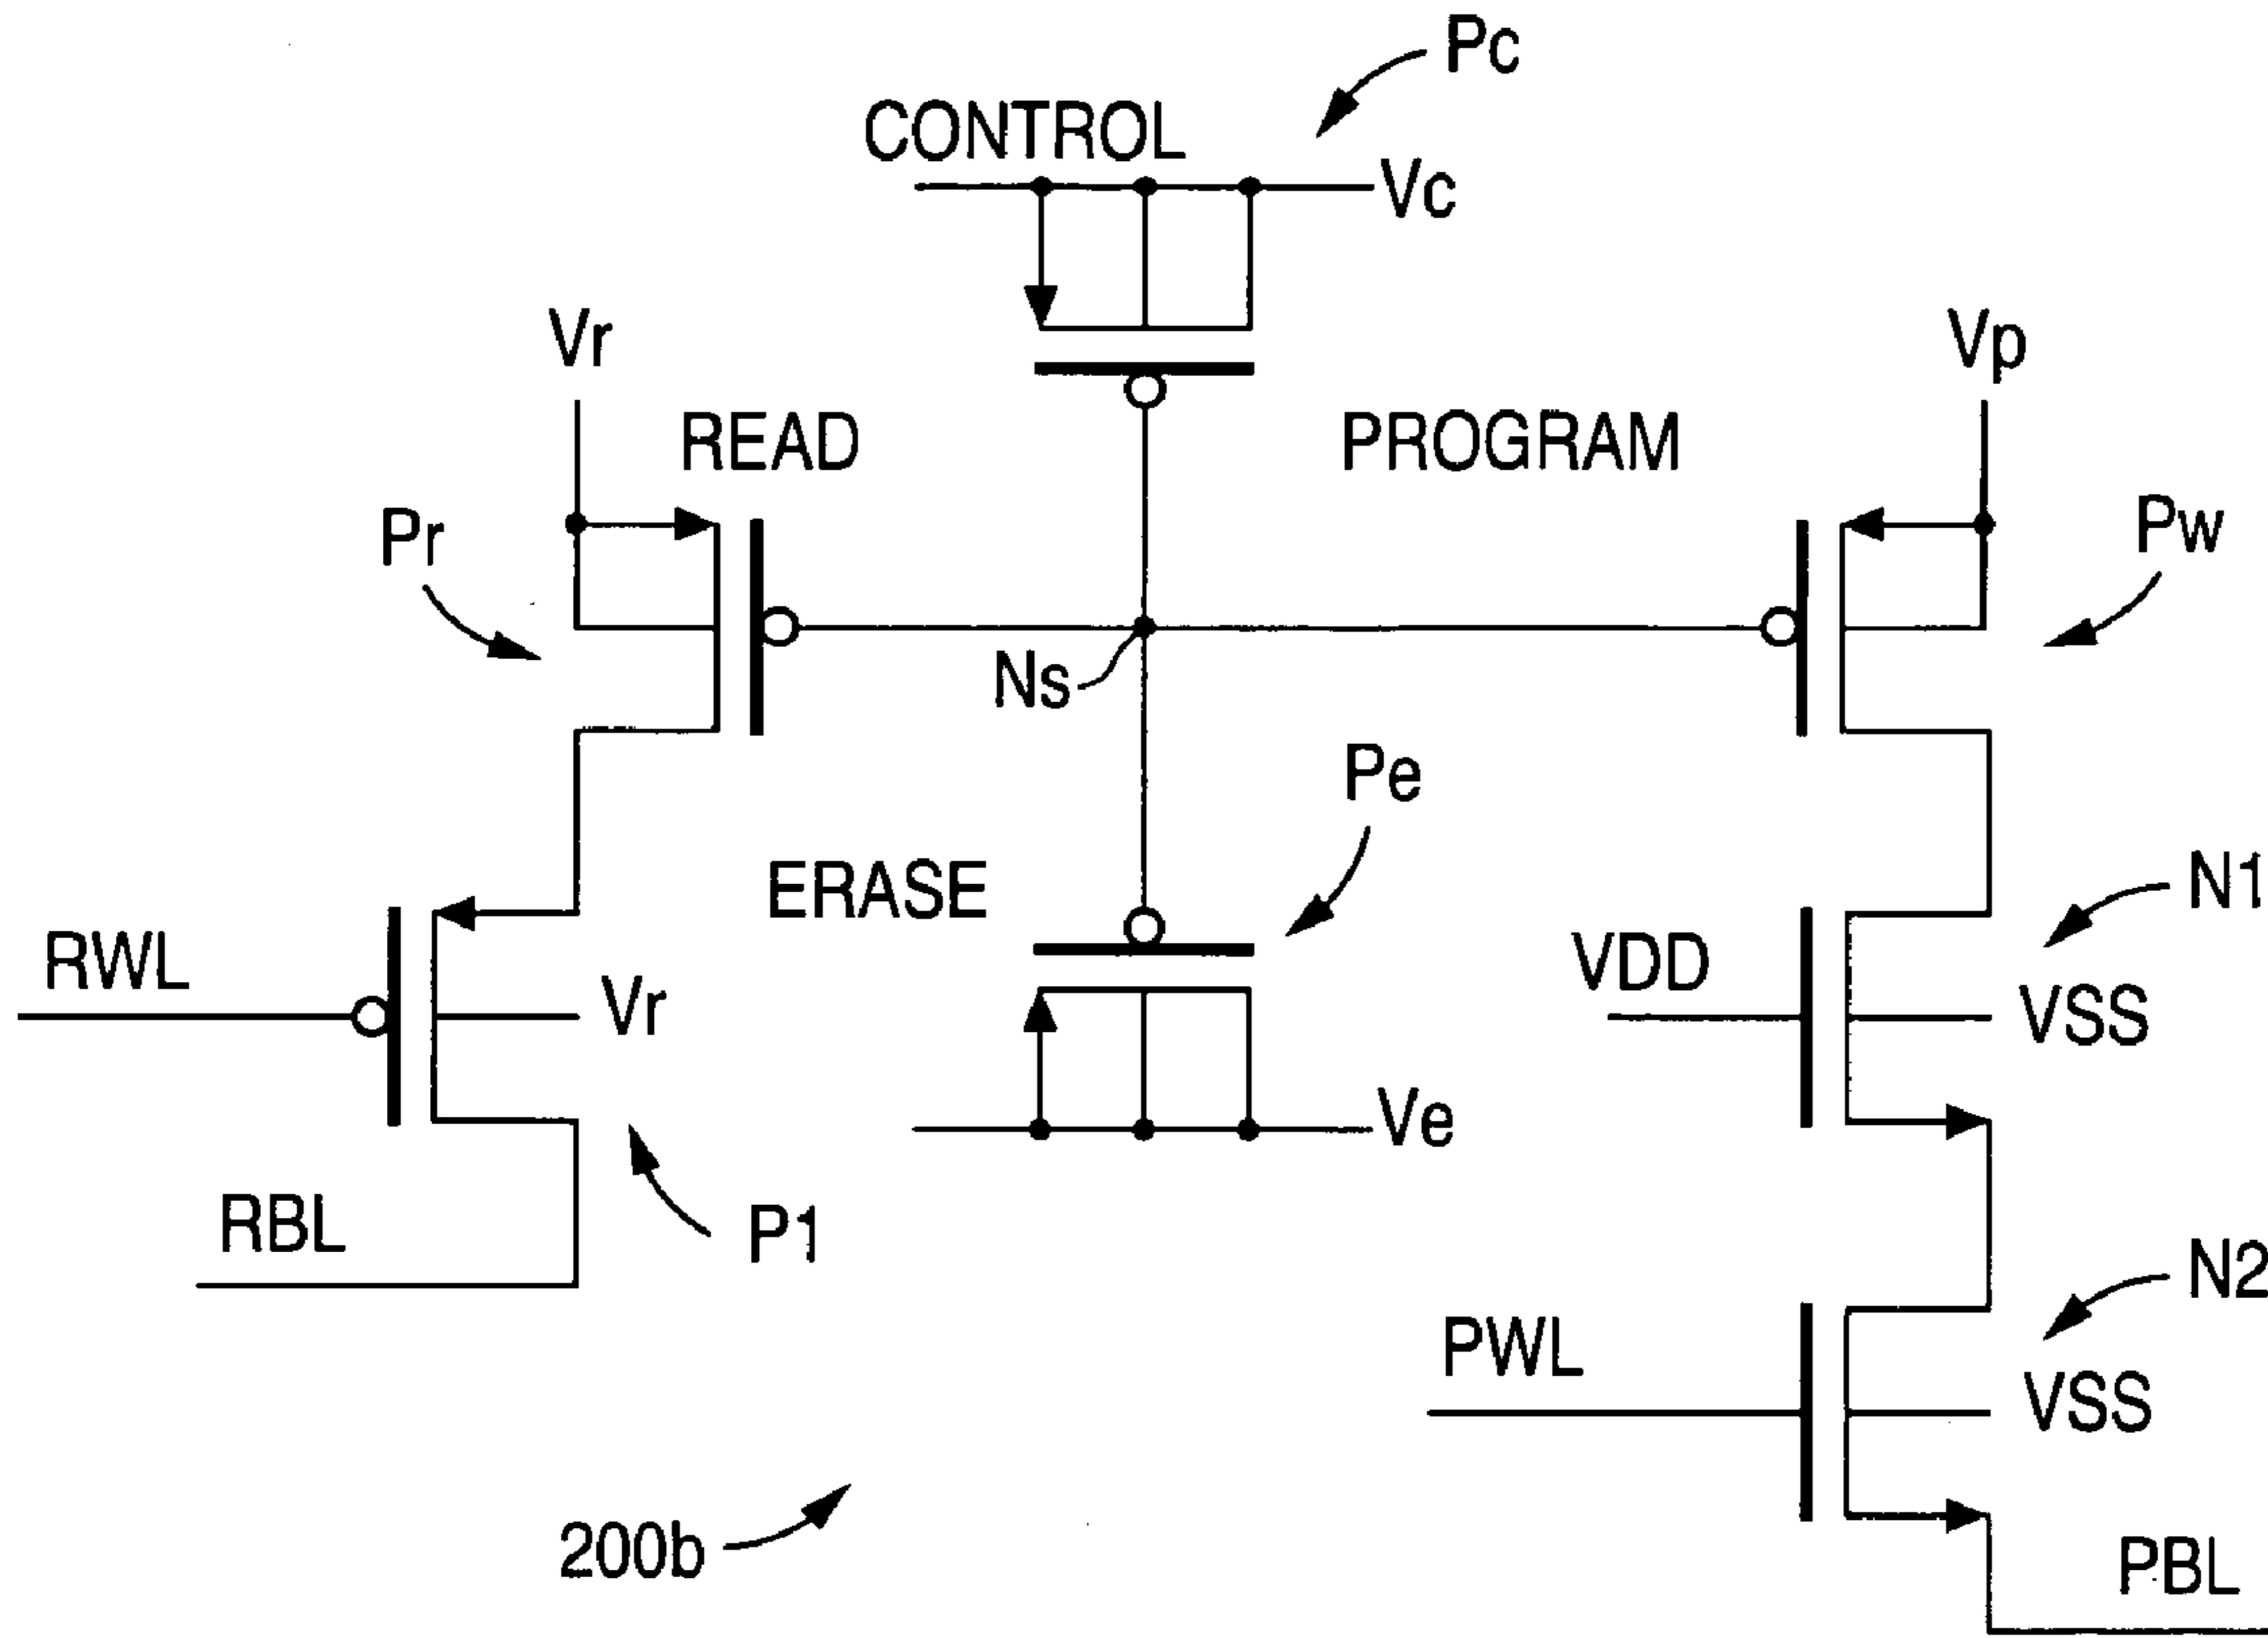 Pc
CONTROL
Vc
Vr
Vp
READ
PROGRAM
Pr
Pw
Ns
Pe
ERASE
N1
RWL
VDD
Vr
VSS
Ve
RBL
P1
N2
PWL
VSS
200b
PBL